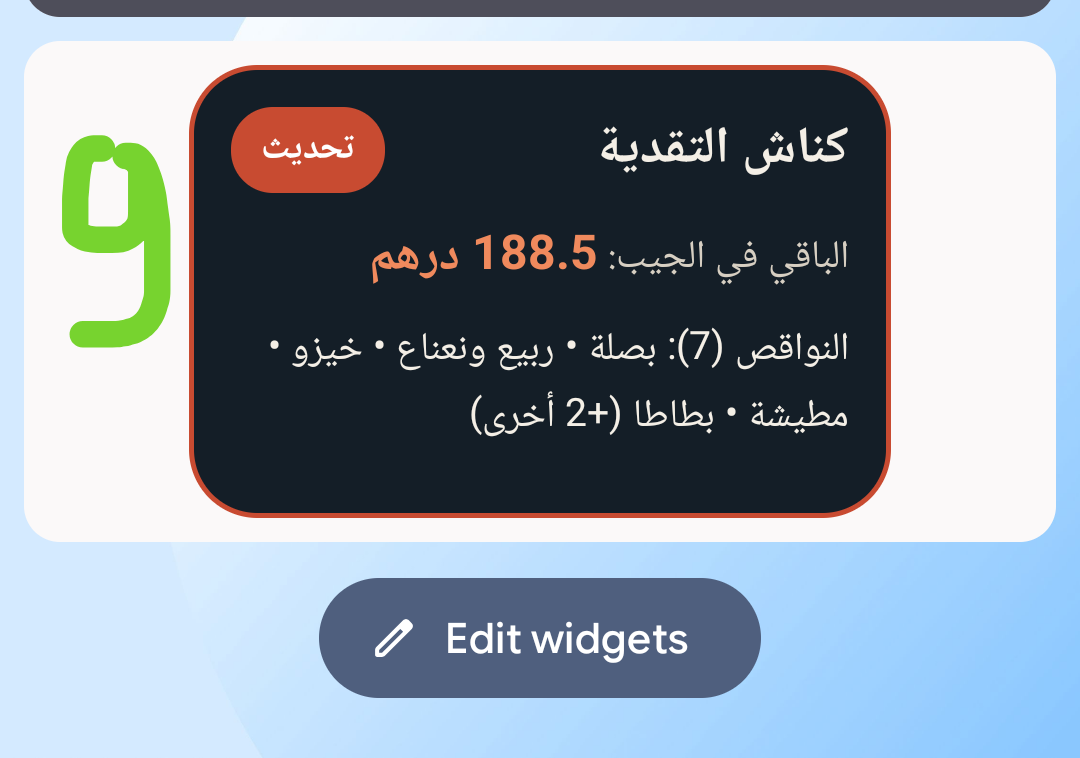 9
كناش التقدية
تحديث
الباقي في الجيب: 188.5 درهم
النواقص (7): بصلة • ربيع ونعناع • خيزو •
مطيشة • بطاطا (+2 أخرى)
Edit widgets